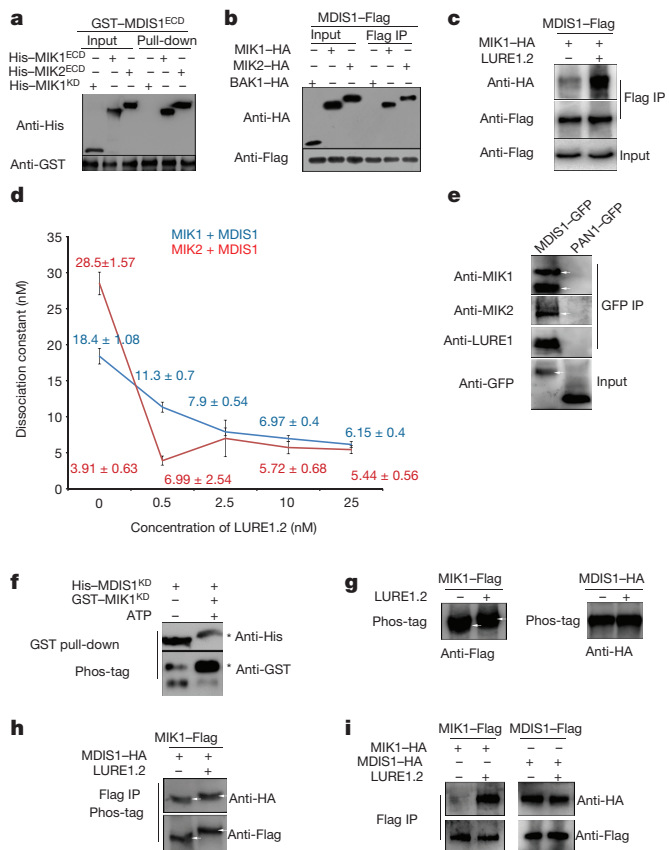 a
GST–MDIS1ECD
Input Pull-down
His–MIK1ECD – + – – + –
His–MIK2ECD – – + – – +
His–MIK1KD + – – + – –
Anti-His
Anti-GST
b
MDIS1–Flag
Input Flag IP
MIK1–HA – + – – + –
MIK2–HA – – + – – +
BAK1–HA + – – + – –
Anti-HA
Anti-Flag
c
MDIS1–Flag
MIK1–HA + +
LURE1.2 – +
Anti-HA
Anti-Flag
Flag IP
Anti-Flag Input
d
MIK1 + MDIS1
MIK2 + MDIS1
Dissociation constant (nM)
35
30
25
20
15
10
5
0
28.5±1.57
18.4 ± 1.08
11.3 ± 0.7
7.9 ± 0.54
6.97 ± 0.4
6.15 ± 0.4
3.91 ± 0.63
6.99 ± 2.54
5.72 ± 0.68
5.44 ± 0.56
0 0.5 2.5 10 25
Concentration of LURE1.2 (nM)
e
MDIS1–GFP
PAN1–GFP
Anti-MIK1
Anti-MIK2
Anti-LURE1
GFP IP
Anti-GFP Input
f
His–MDIS1KD + +
GST–MIK1KD – +
ATP – +
GST pull-down
Phos-tag
* Anti-His
* Anti-GST
g
MIK1–Flag
LURE1.2 – +
Phos-tag
Anti-Flag
MDIS1–HA
– +
Phos-tag
Anti-HA
h
MIK1–Flag
MDIS1–HA + +
LURE1.2 – +
Flag IP
Phos-tag
Anti-HA
Anti-Flag
i
MIK1–Flag MDIS1–Flag
MIK1–HA + + – –
MDIS1–HA – – + +
LURE1.2 – + – +
Flag IP
Anti-HA
Anti-Flag